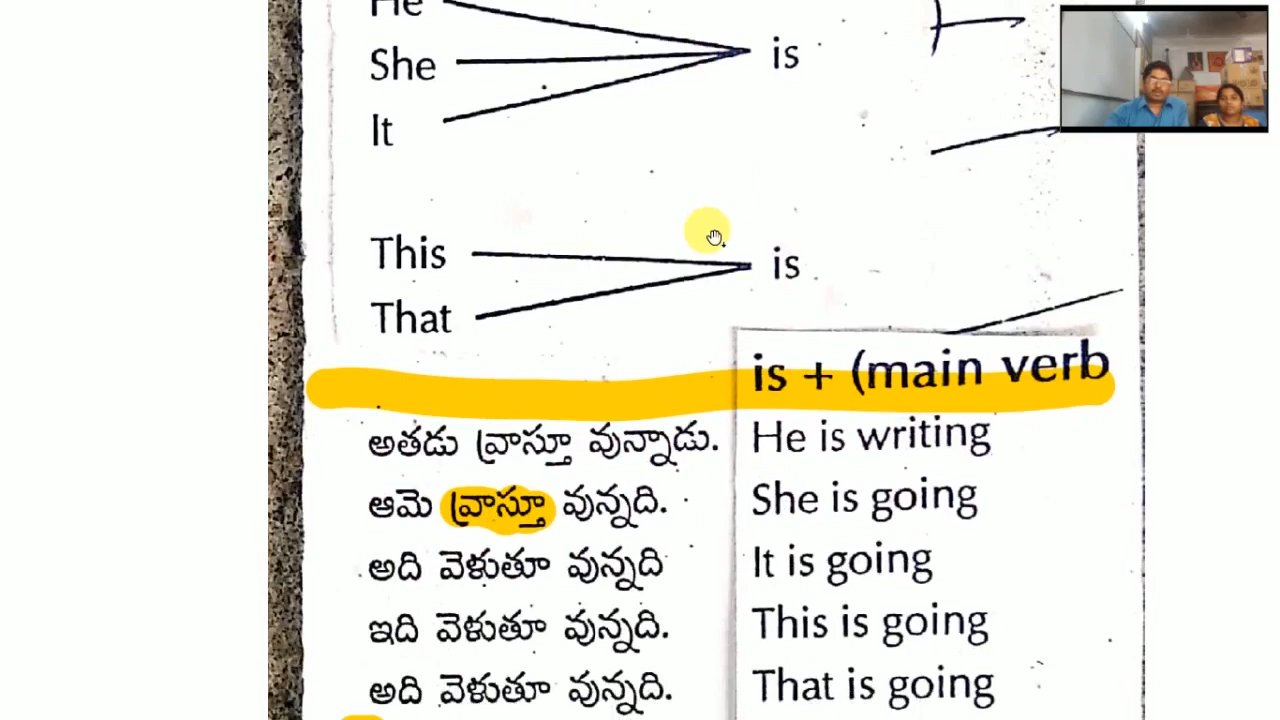 He
She is
It
This is
That
is + (main verb
అతడు వ్రాస్తూ వున్నాడు. He is writing
ఆమె వ్రాస్తూ వున్నది. She is going
అది వెళుతూ వున్నది It is going
ఇది వెళుతూ వున్నది. This is going
అది వెళుతూ వున్నది. That is going